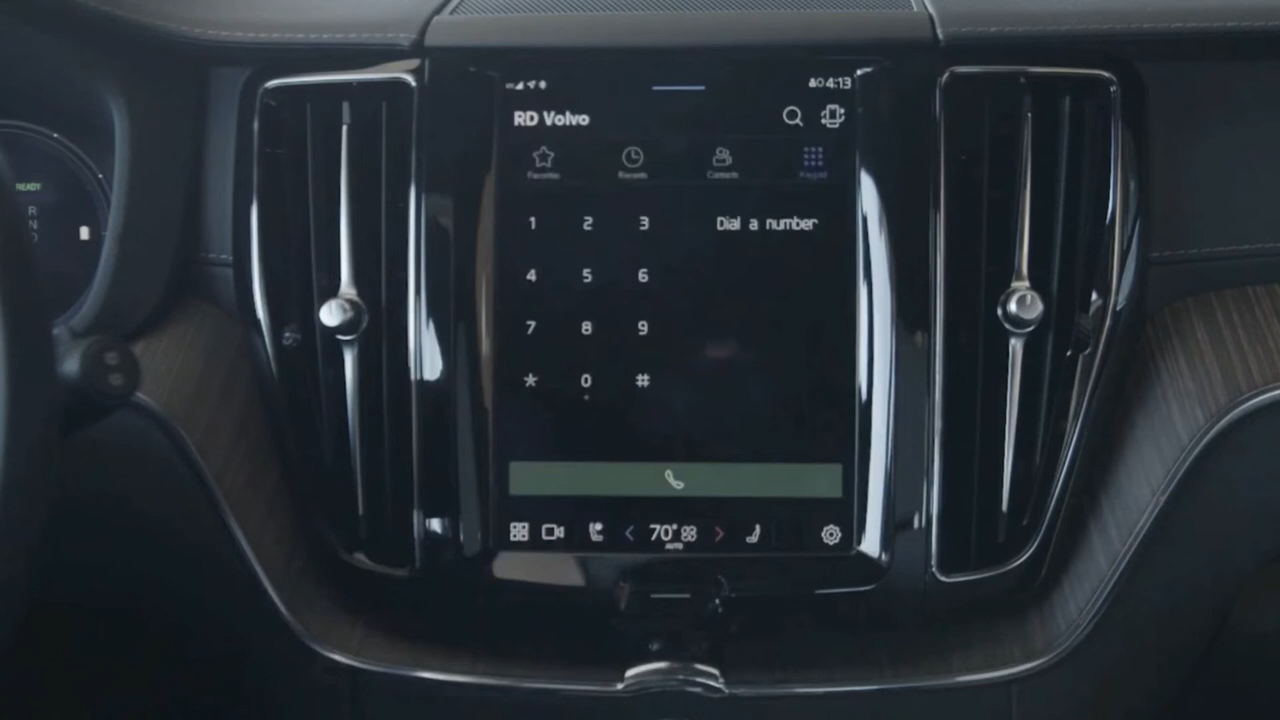 4:13
RD Volvo
Favorites Recents Contacts Keypad
1 2 3 Dial a number
4 5 6
7 8 9
* 0 #
+
70°
AUTO
READY
R
N
D